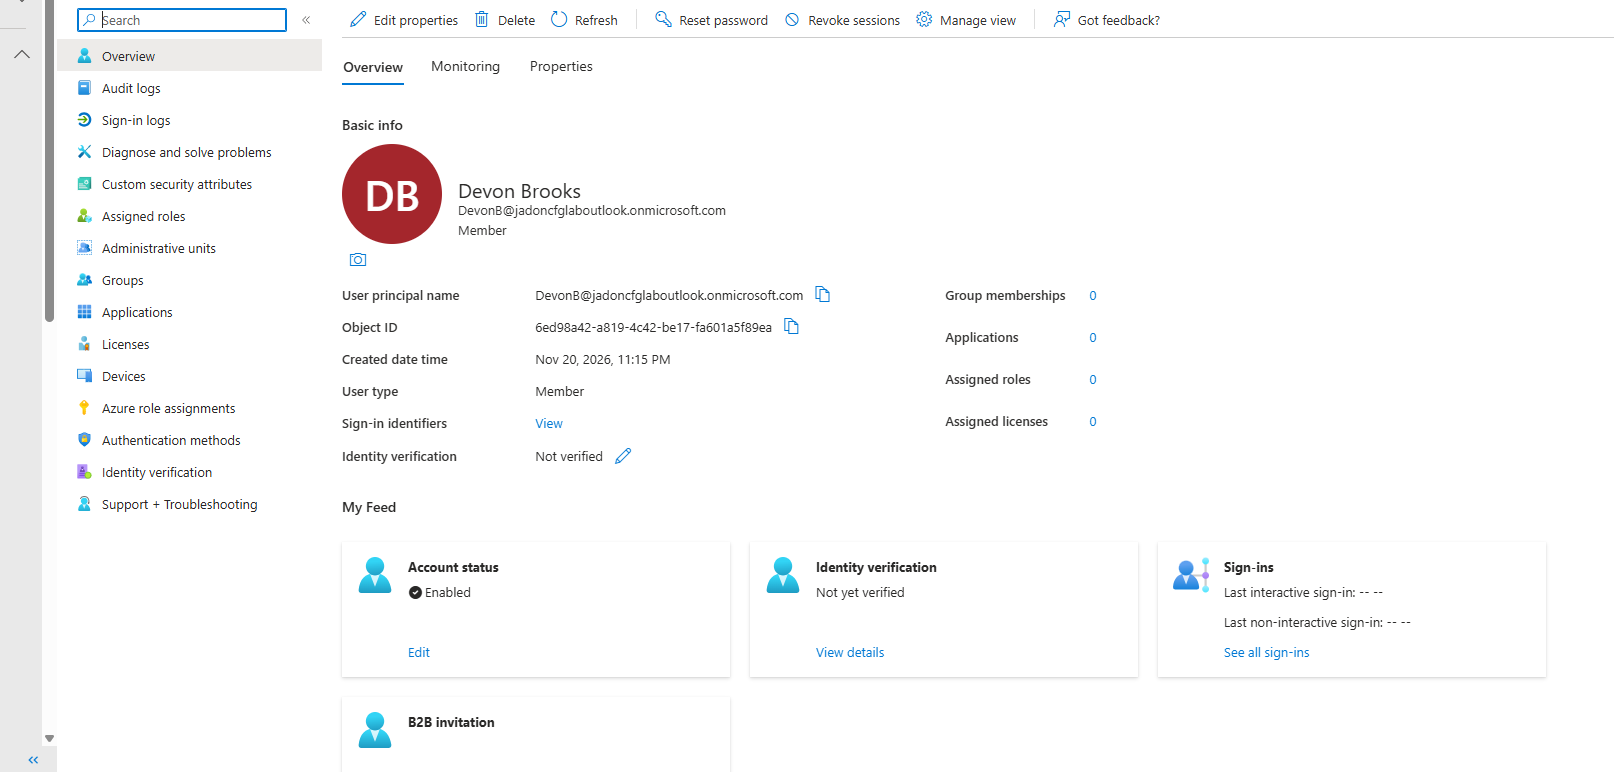 Search
«
Overview
Audit logs
Sign-in logs
Diagnose and solve problems
Custom security attributes
Assigned roles
Administrative units
Groups
Applications
Licenses
Devices
Azure role assignments
Authentication methods
Identity verification
Support + Troubleshooting
«
Edit properties Delete Refresh Reset password Revoke sessions Manage view Got feedback?
Overview Monitoring Properties
Basic info
DB
Devon Brooks
DevonB@jadoncfglaboutlook.onmicrosoft.com
Member
User principal name DevonB@jadoncfglaboutlook.onmicrosoft.com
Object ID 6ed98a42-a819-4c42-be17-fa601a5f89ea
Created date time Nov 20, 2026, 11:15 PM
User type Member
Sign-in identifiers View
Identity verification Not verified
Group memberships 0
Applications 0
Assigned roles 0
Assigned licenses 0
My Feed
Account status
Enabled
Edit
Identity verification
Not yet verified
View details
Sign-ins
Last interactive sign-in: -- --
Last non-interactive sign-in: -- --
See all sign-ins
B2B invitation